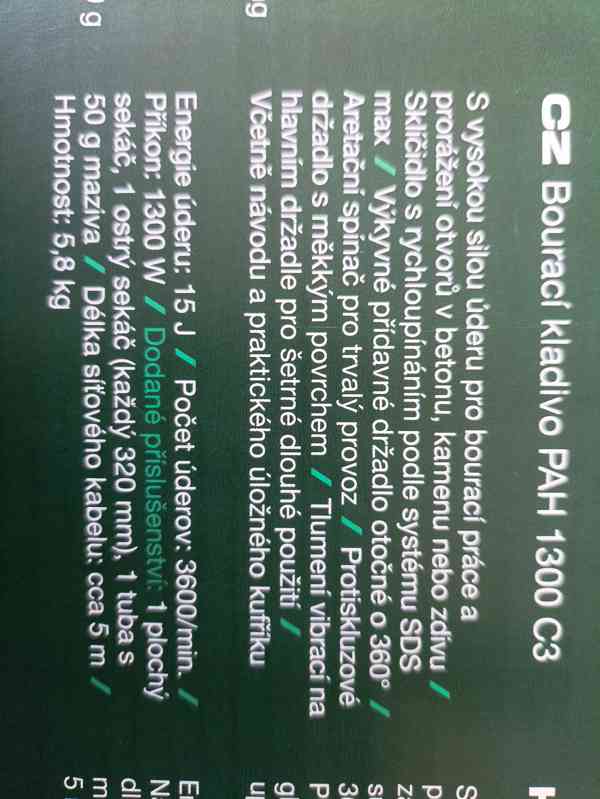 CZ Bourací kladivo PAH 1300 C3
S vysokou silou úderu pro bourací práce a
prorážení otvorů v betonu, kamenu nebo zdivu /
Sklíčidlo s rychloupínáním podle systému SDS
max / Výkyvné přídavné držadlo otočné o 360° /
Aretační spínač pro trvalý provoz / Protiskluzové
držadlo s měkkým povrchem / Tlumení vibrací na
hlavním držadle pro šetrné dlouhé použití /
Včetně návodu a praktického úložného kufříku
Energie úderu: 15 J / Počet úderov: 3600/min. /
Příkon: 1300 W / Dodané příslušenství: 1 plochý
sekáč, 1 ostrý sekáč (každý 320 mm), 1 tuba s
50 g maziva / Délka síťového kabelu: cca 5 m /
Hmotnost: 5,8 kg